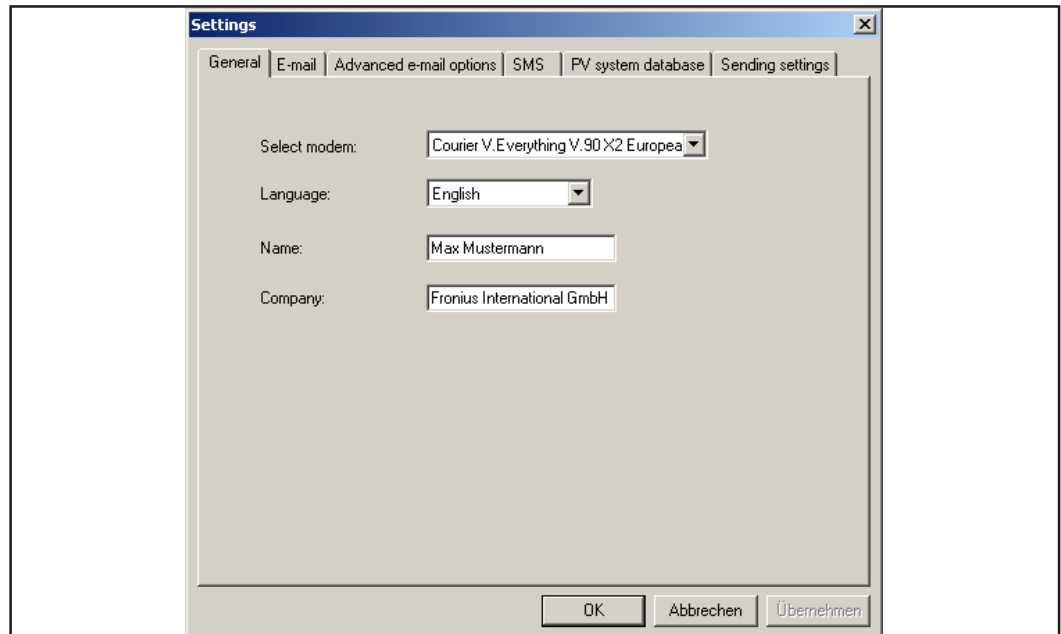 Settings
General E-mail Advanced e-mail options SMS PV system database Sending settings
Select modem: Courier V.Everything V.90 X2 Europea
Language: English
Name: Max Mustermann
Company: Fronius International GmbH
OK Abbrechen Übernehmen